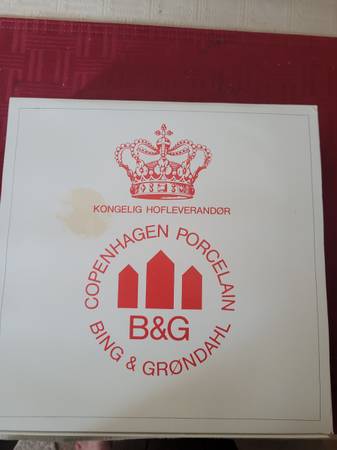 KONGELIG HOFLEVERANDØR
COPENHAGEN PORCELAIN
B&G
BING & GRØNDAHL